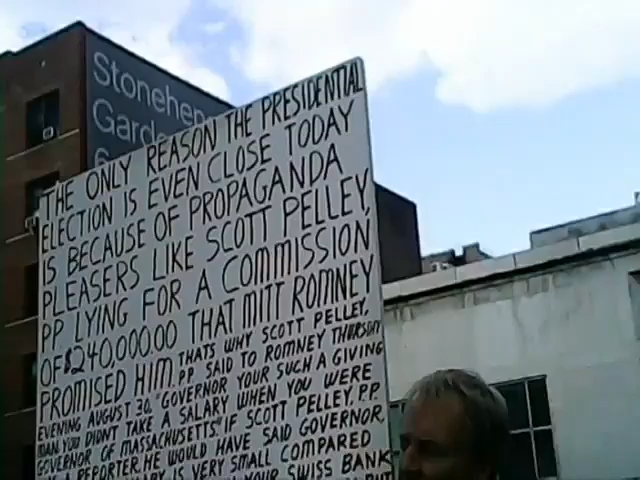 Stonehen
Gard
THE ONLY REASON THE PRESIDENTIAL
ELECTION IS EVEN CLOSE TODAY
IS BECAUSE OF PROPAGANDA
PLEASERS LIKE SCOTT PELLEY,
PP LYING FOR A COMMISSION
OF $240,000.00 THAT MITT ROMNEY
PROMISED HIM. THATS WHY SCOTT PELLEY,
P.P. SAID TO ROMNEY THURSDAY
EVENING AUGUST 30, "GOVERNOR YOUR SUCH A GIVING
MAN YOU DIDNT TAKE A SALARY WHEN YOU WERE
GOVERNOR OF MASSACHUSETTS" IF SCOTT PELLEY, P.P.
A REPORTER, HE WOULD HAVE SAID GOVERNOR,
IS VERY SMALL COMPARED
YOUR SWISS BANK